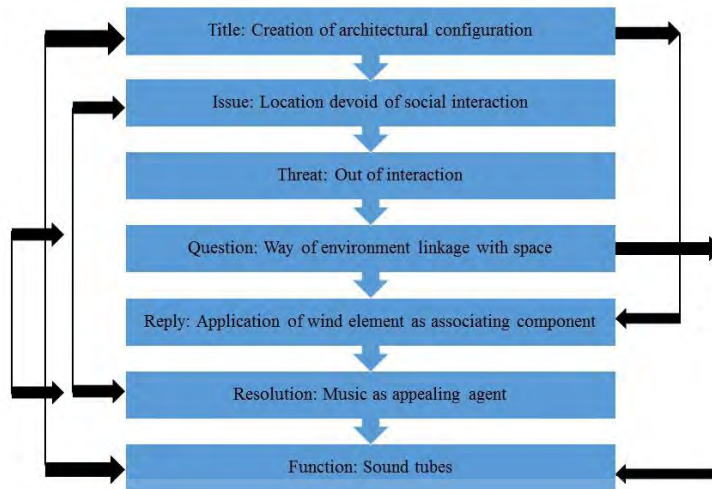 Title: Creation of architectural configuration
Issue: Location devoid of social interaction
Threat: Out of interaction
Question: Way of environment linkage with space
Reply: Application of wind element as associating component
Resolution: Music as appealing agent
Function: Sound tubes